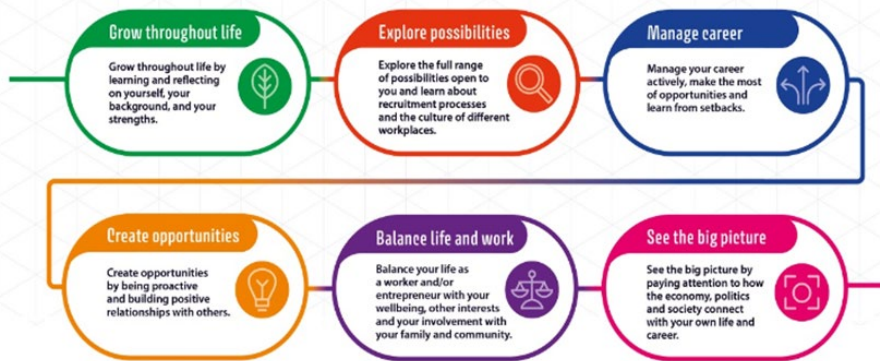 Grow throughout life
Grow throughout life by
learning and reflecting
on yourself, your
background, and your
strengths.
Explore possibilities
Explore the full range
of possibilities open to
you and learn about
recruitment processes
and the culture of different
workplaces.
Manage career
Manage your career
actively, make the most
of opportunities and
learn from setbacks.
Create opportunities
Create opportunities
by being proactive
and building positive
relationships with others.
Balance life and work
Balance your life as
a worker and/or
entrepreneur with your
wellbeing, other interests
and your involvement with
your family and community.
See the big picture
See the big picture by
paying attention to how
the economy, politics
and society connect
with your own life and
career.